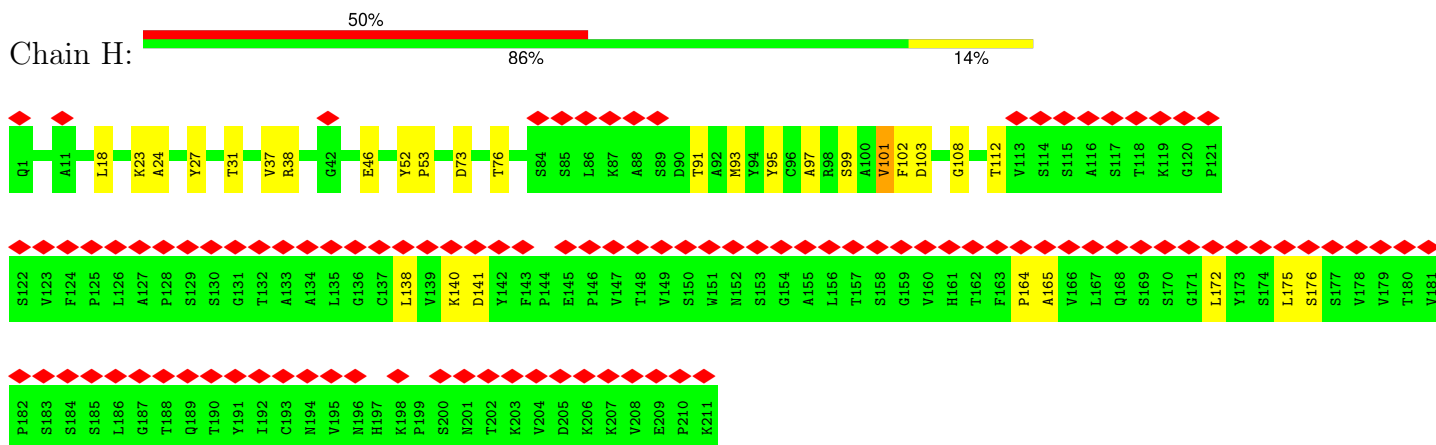 50%
Chain H:
86% 14%
Q1 A11 L18 K23 A24 Y27 T31 V37 R38 G42 E46 Y52 P53 D73 T76 S84 S85 L86 K87 A88 S89 D90 T91 A92 M93 Y94 Y95 C96 A97 R98 S99 A100 V101 F102 D103 G108 T112 V113 S114 S115 A116 S117 T118 K119 G120 P121
S122 V123 F124 P125 L126 A127 P128 S129 S130 G131 T132 A133 A134 L135 G136 C137 L138 V139 K140 D141 Y142 F143 P144 E145 P146 V147 T148 V149 S150 W151 N152 S153 G154 A155 L156 T157 S158 G159 V160 H161 T162 F163 P164 A165 V166 L167 Q168 S169 S170 G171 L172 Y173 S174 L175 S176 S177 V178 V179 T180 V181
P182 S183 S184 S185 L186 G187 T188 Q189 T190 Y191 I192 C193 N194 V195 N196 H197 K198 P199 S200 N201 T202 K203 V204 D205 K206 K207 V208 E209 P210 K211